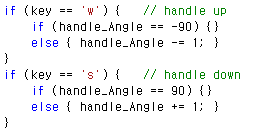 if (key == 'w') {   // handle up
    if (handle_Angle == -90) {}
    else { handle_Angle -= 1; }
}
if (key == 's') {   // handle down
    if (handle_Angle == 90) {}
    else { handle_Angle += 1; }
}